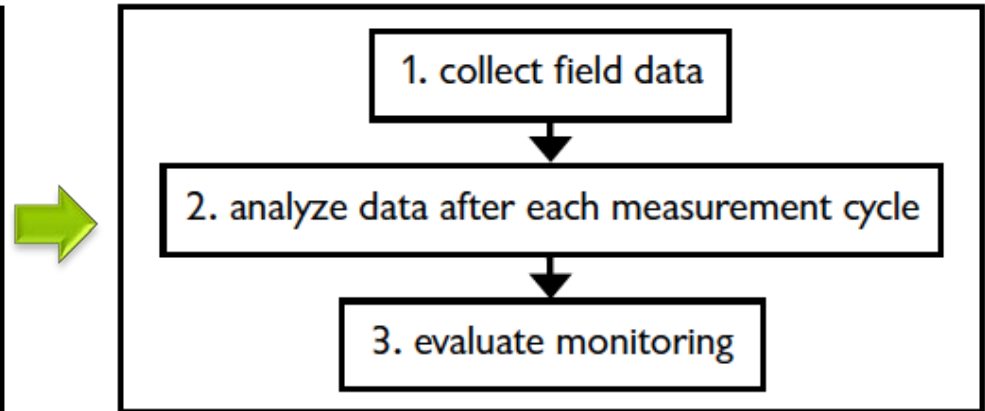 1. collect field data
2. analyze data after each measurement cycle
3. evaluate monitoring